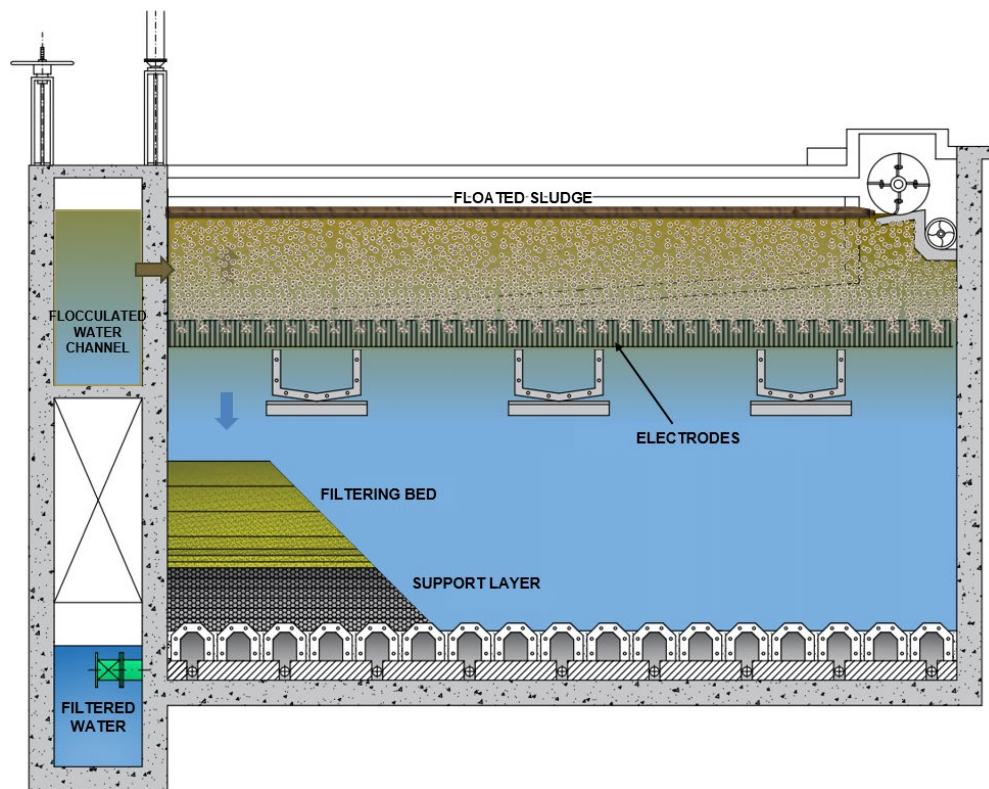 FLOATED SLUDGE
FLOCCULATED
WATER
CHANNEL
ELECTRODES
FILTERING BED
SUPPORT LAYER
FILTERED
WATER